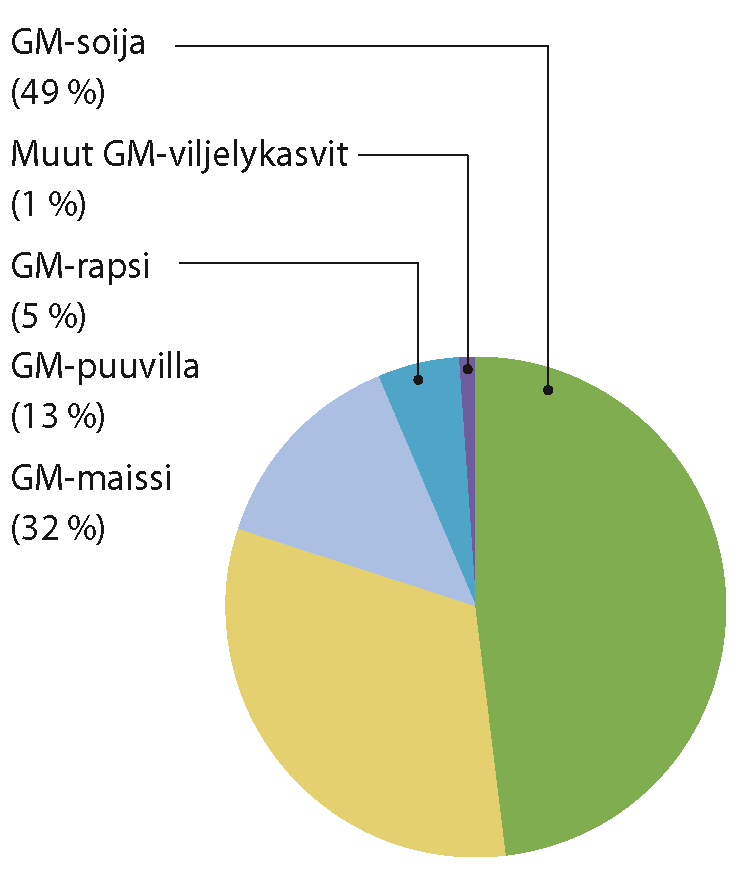 GM-soija
(49 %)
Muut GM-viljelykasvit
(1 %)
GM-rapsi
(5 %)
GM-puuvilla
(13 %)
GM-maissi
(32 %)